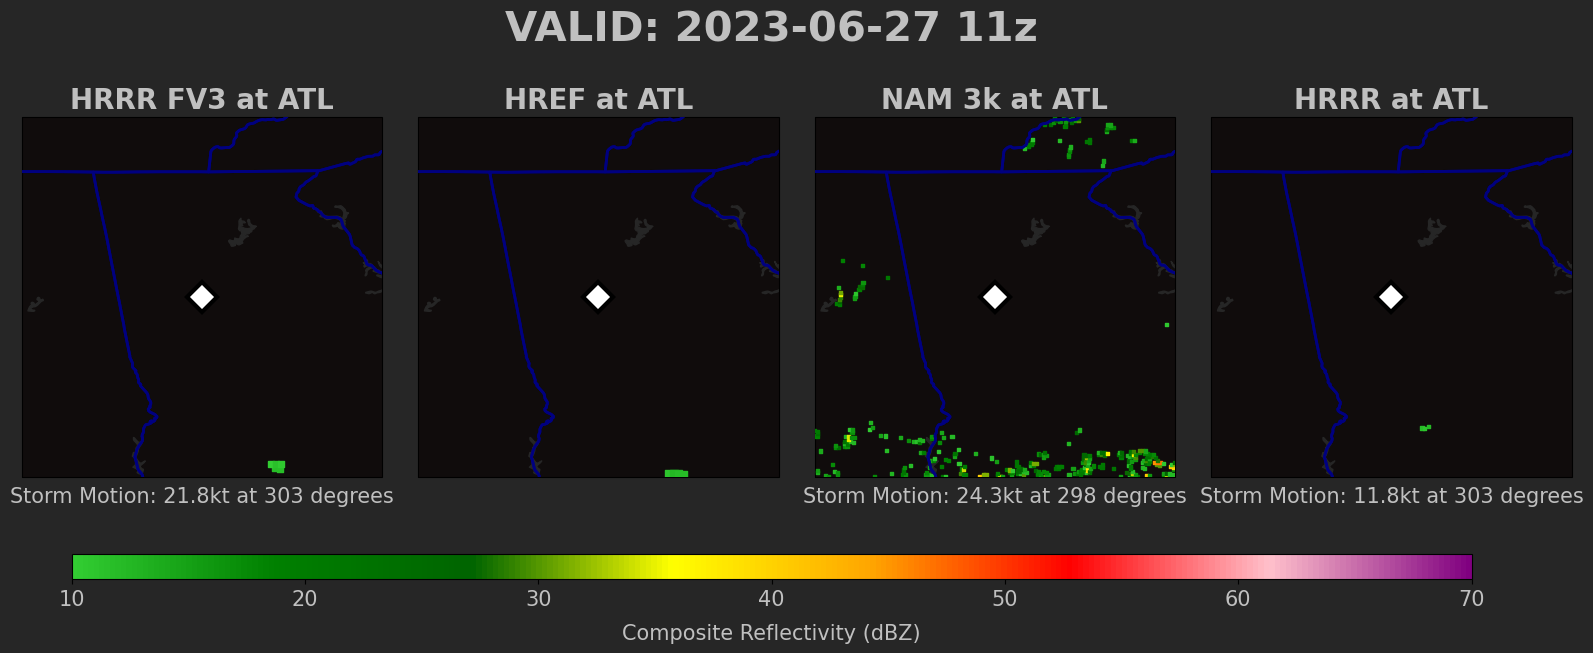 VALID: 2023-06-27 11z
HRRR FV3 at ATL
HREF at ATL
NAM 3k at ATL
HRRR at ATL
Storm Motion: 21.8kt at 303 degrees
Storm Motion: 24.3kt at 298 degrees
Storm Motion: 11.8kt at 303 degrees
10 20 30 40 50 60 70
Composite Reflectivity (dBZ)